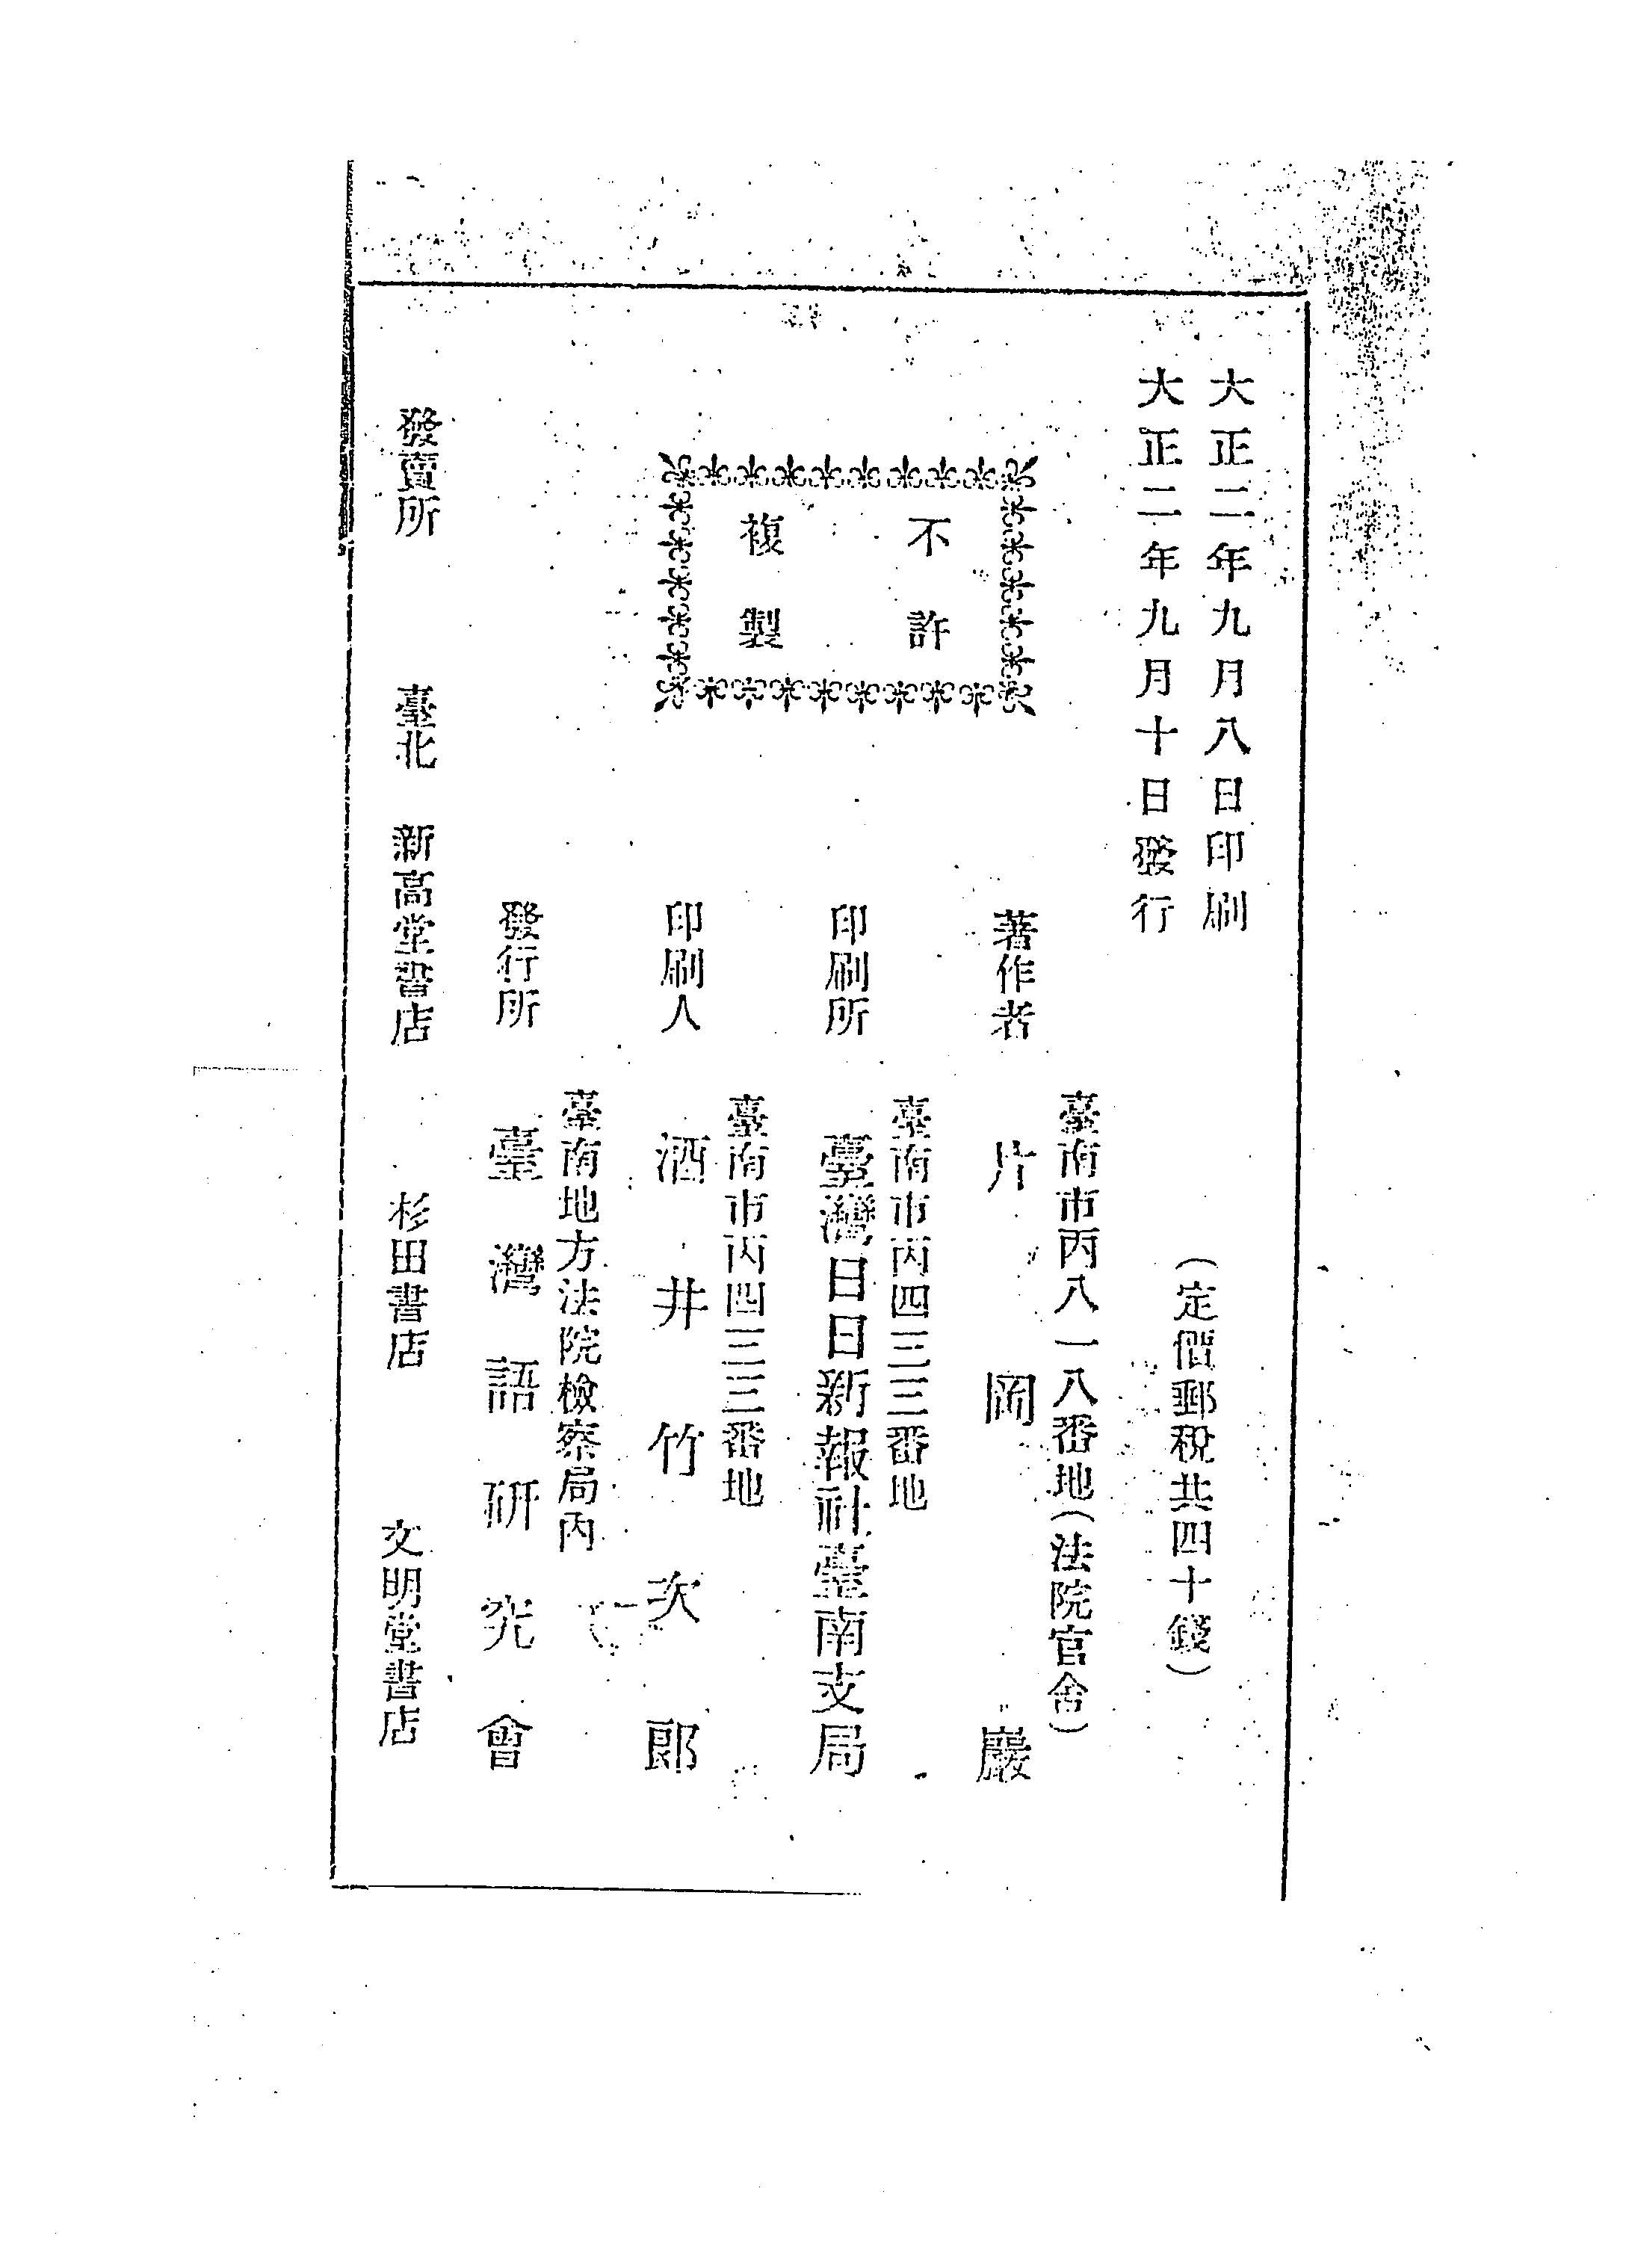 大正二年九月八日印刷
大正二年九月十日發行
（定價郵税共四十錢）
不許
複製
臺南市丙八一八番地（法院官舍）
著作者　片岡巖
臺南市丙四三三番地
印刷所　臺灣日日新報社臺南支局
臺南市丙四三三番地
印刷人　酒井竹次郎
臺南地方法院檢察局內
發行所　臺灣語研究會
發賣所　臺北　新高堂書店　杉田書店　文明堂書店